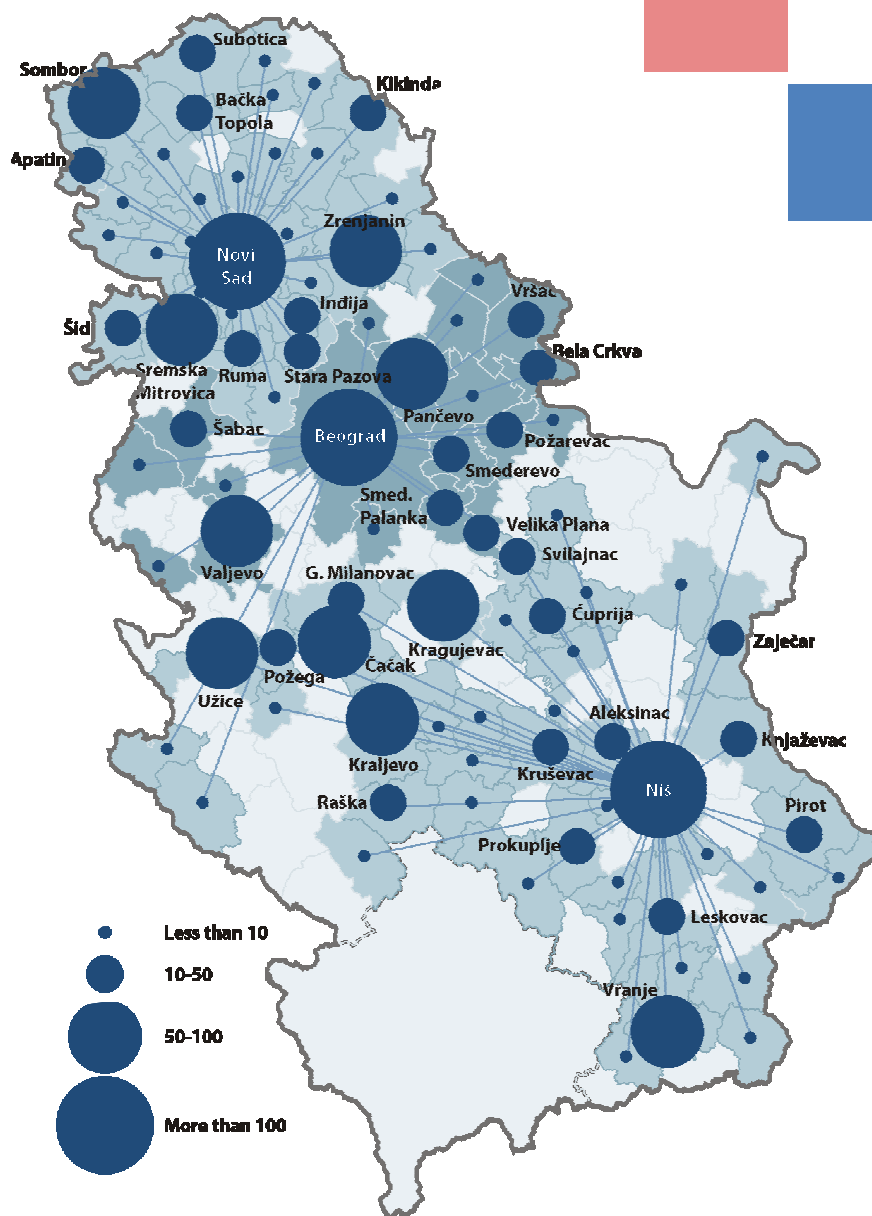 Subotica
Sombor
Kikinda
Bačka
Topola
Apatin
Zrenjanin
Novi
Sad
Inđija
Vršac
Šid
Bela Crkva
Sremska
Mitrovica
Ruma
Stara Pazova
Pančevo
Šabac
Beograd
Požarevac
Smederevo
Smed.
Palanka
Velika Plana
Svilajnac
Valjevo
G. Milanovac
Ćuprija
Kragujevac
Zaječar
Čačak
Požega
Užice
Aleksinac
Knjaževac
Kraljevo
Kruševac
Niš
Raška
Pirot
Prokuplje
Leskovac
Vranje
Less than 10
10-50
50-100
More than 100